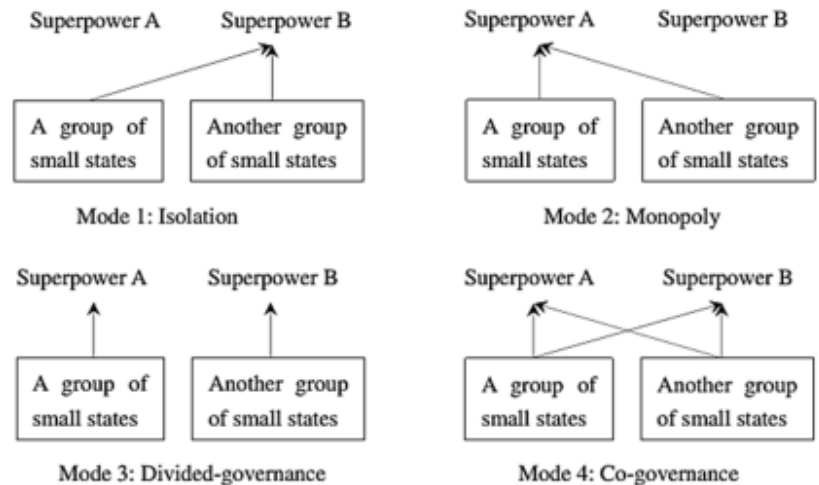 Superpower A Superpower B Superpower A Superpower B
A group of small states
Another group of small states
A group of small states
Another group of small states
Mode 1: Isolation Mode 2: Monopoly
Superpower A Superpower B Superpower A Superpower B
A group of small states
Another group of small states
A group of small states
Another group of small states
Mode 3: Divided-governance Mode 4: Co-governance